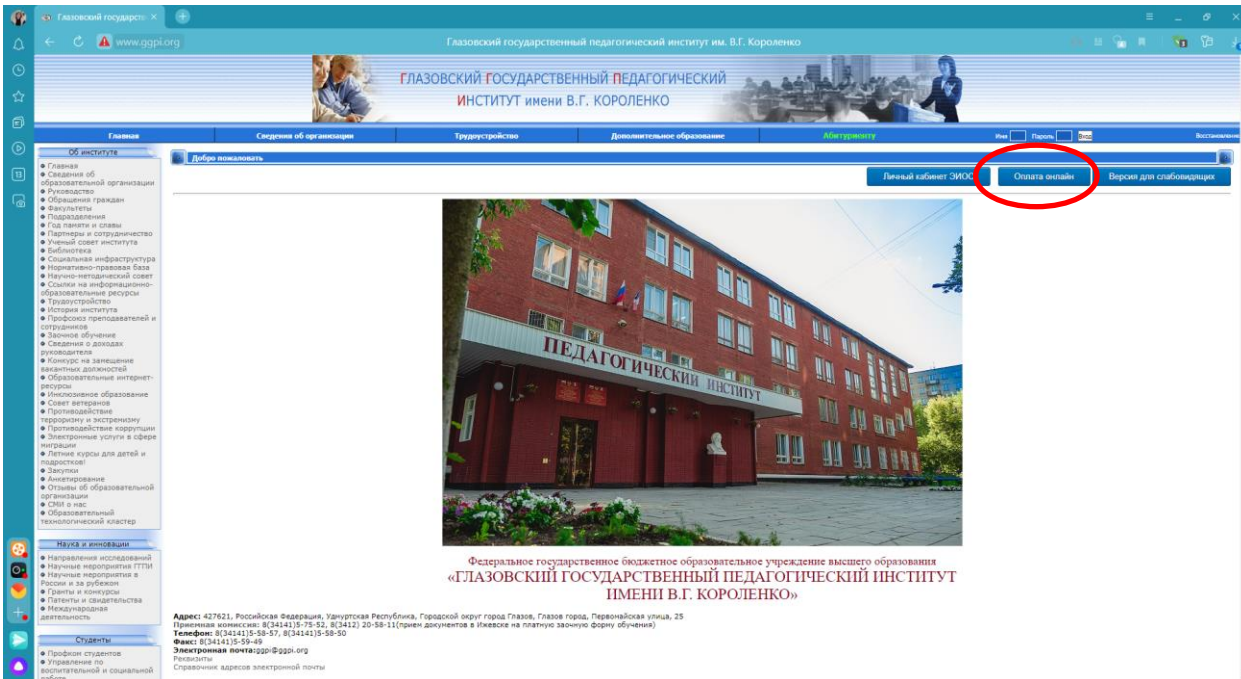 Глазовский государств
www.ggpi.org
Глазовский государственный педагогический институт им. В.Г. Короленко
ГЛАЗОВСКИЙ ГОСУДАРСТВЕННЫЙ ПЕДАГОГИЧЕСКИЙ
ИНСТИТУТ имени В.Г. КОРОЛЕНКО
Главная Сведения об организации Трудоустройство Дополнительное образование Абитуриенту Имя Пароль Вход Восстановление
Об институте
Главная
Сведения об
образовательной организации
Руководство
Обращения граждан
Факультеты
Подразделения
Год памяти и славы
Партнеры и сотрудничество
Ученый совет института
Библиотека
Социальная инфраструктура
Нормативно-правовая база
Научно-методический совет
Ссылки на информационно-
образовательные ресурсы
Трудоустройство
История института
Профсоюз преподавателей и
сотрудников
Заочное обучение
Сведения о доходах
руководителя
Конкурс на замещение
вакантных должностей
Образовательные интернет-
ресурсы
Инклюзивное образование
Совет ветеранов
Противодействие
терроризму и экстремизму
Противодействие коррупции
Электронные услуги в сфере
миграции
Летние курсы для детей и
подростков!
Закупки
Анкетирование
Отзывы об образовательной
организации
СМИ о нас
Образовательный
технологический кластер
Наука и инновации
Направления исследований
Научные мероприятия ГГПИ
Научные мероприятия в
России и за рубежом
Гранты и конкурсы
Патенты и свидетельства
Международная
деятельность
Студенты
Профком студентов
Управление по
воспитательной и социальной
работе
Добро пожаловать
Личный кабинет ЭИОС Оплата онлайн Версия для слабовидящих
ПЕДАГОГИЧЕСКИЙ ИНСТИТУТ
Федеральное государственное бюджетное образовательное учреждение высшего образования
«ГЛАЗОВСКИЙ ГОСУДАРСТВЕННЫЙ ПЕДАГОГИЧЕСКИЙ ИНСТИТУТ
ИМЕНИ В.Г. КОРОЛЕНКО»
Адрес: 427621, Российская Федерация, Удмуртская Республика, Городской округ город Глазов, Глазов город, Первомайская улица, 25
Приемная комиссия: 8(34141)5-75-52, 8(3412) 20-58-11(прием документов в Ижевске на платную заочную форму обучения)
Телефон: 8(34141)5-58-57, 8(34141)5-58-50
Факс: 8(34141)5-59-49
Электронная почта:ggpi@ggpi.org
Реквизиты
Справочник адресов электронной почты